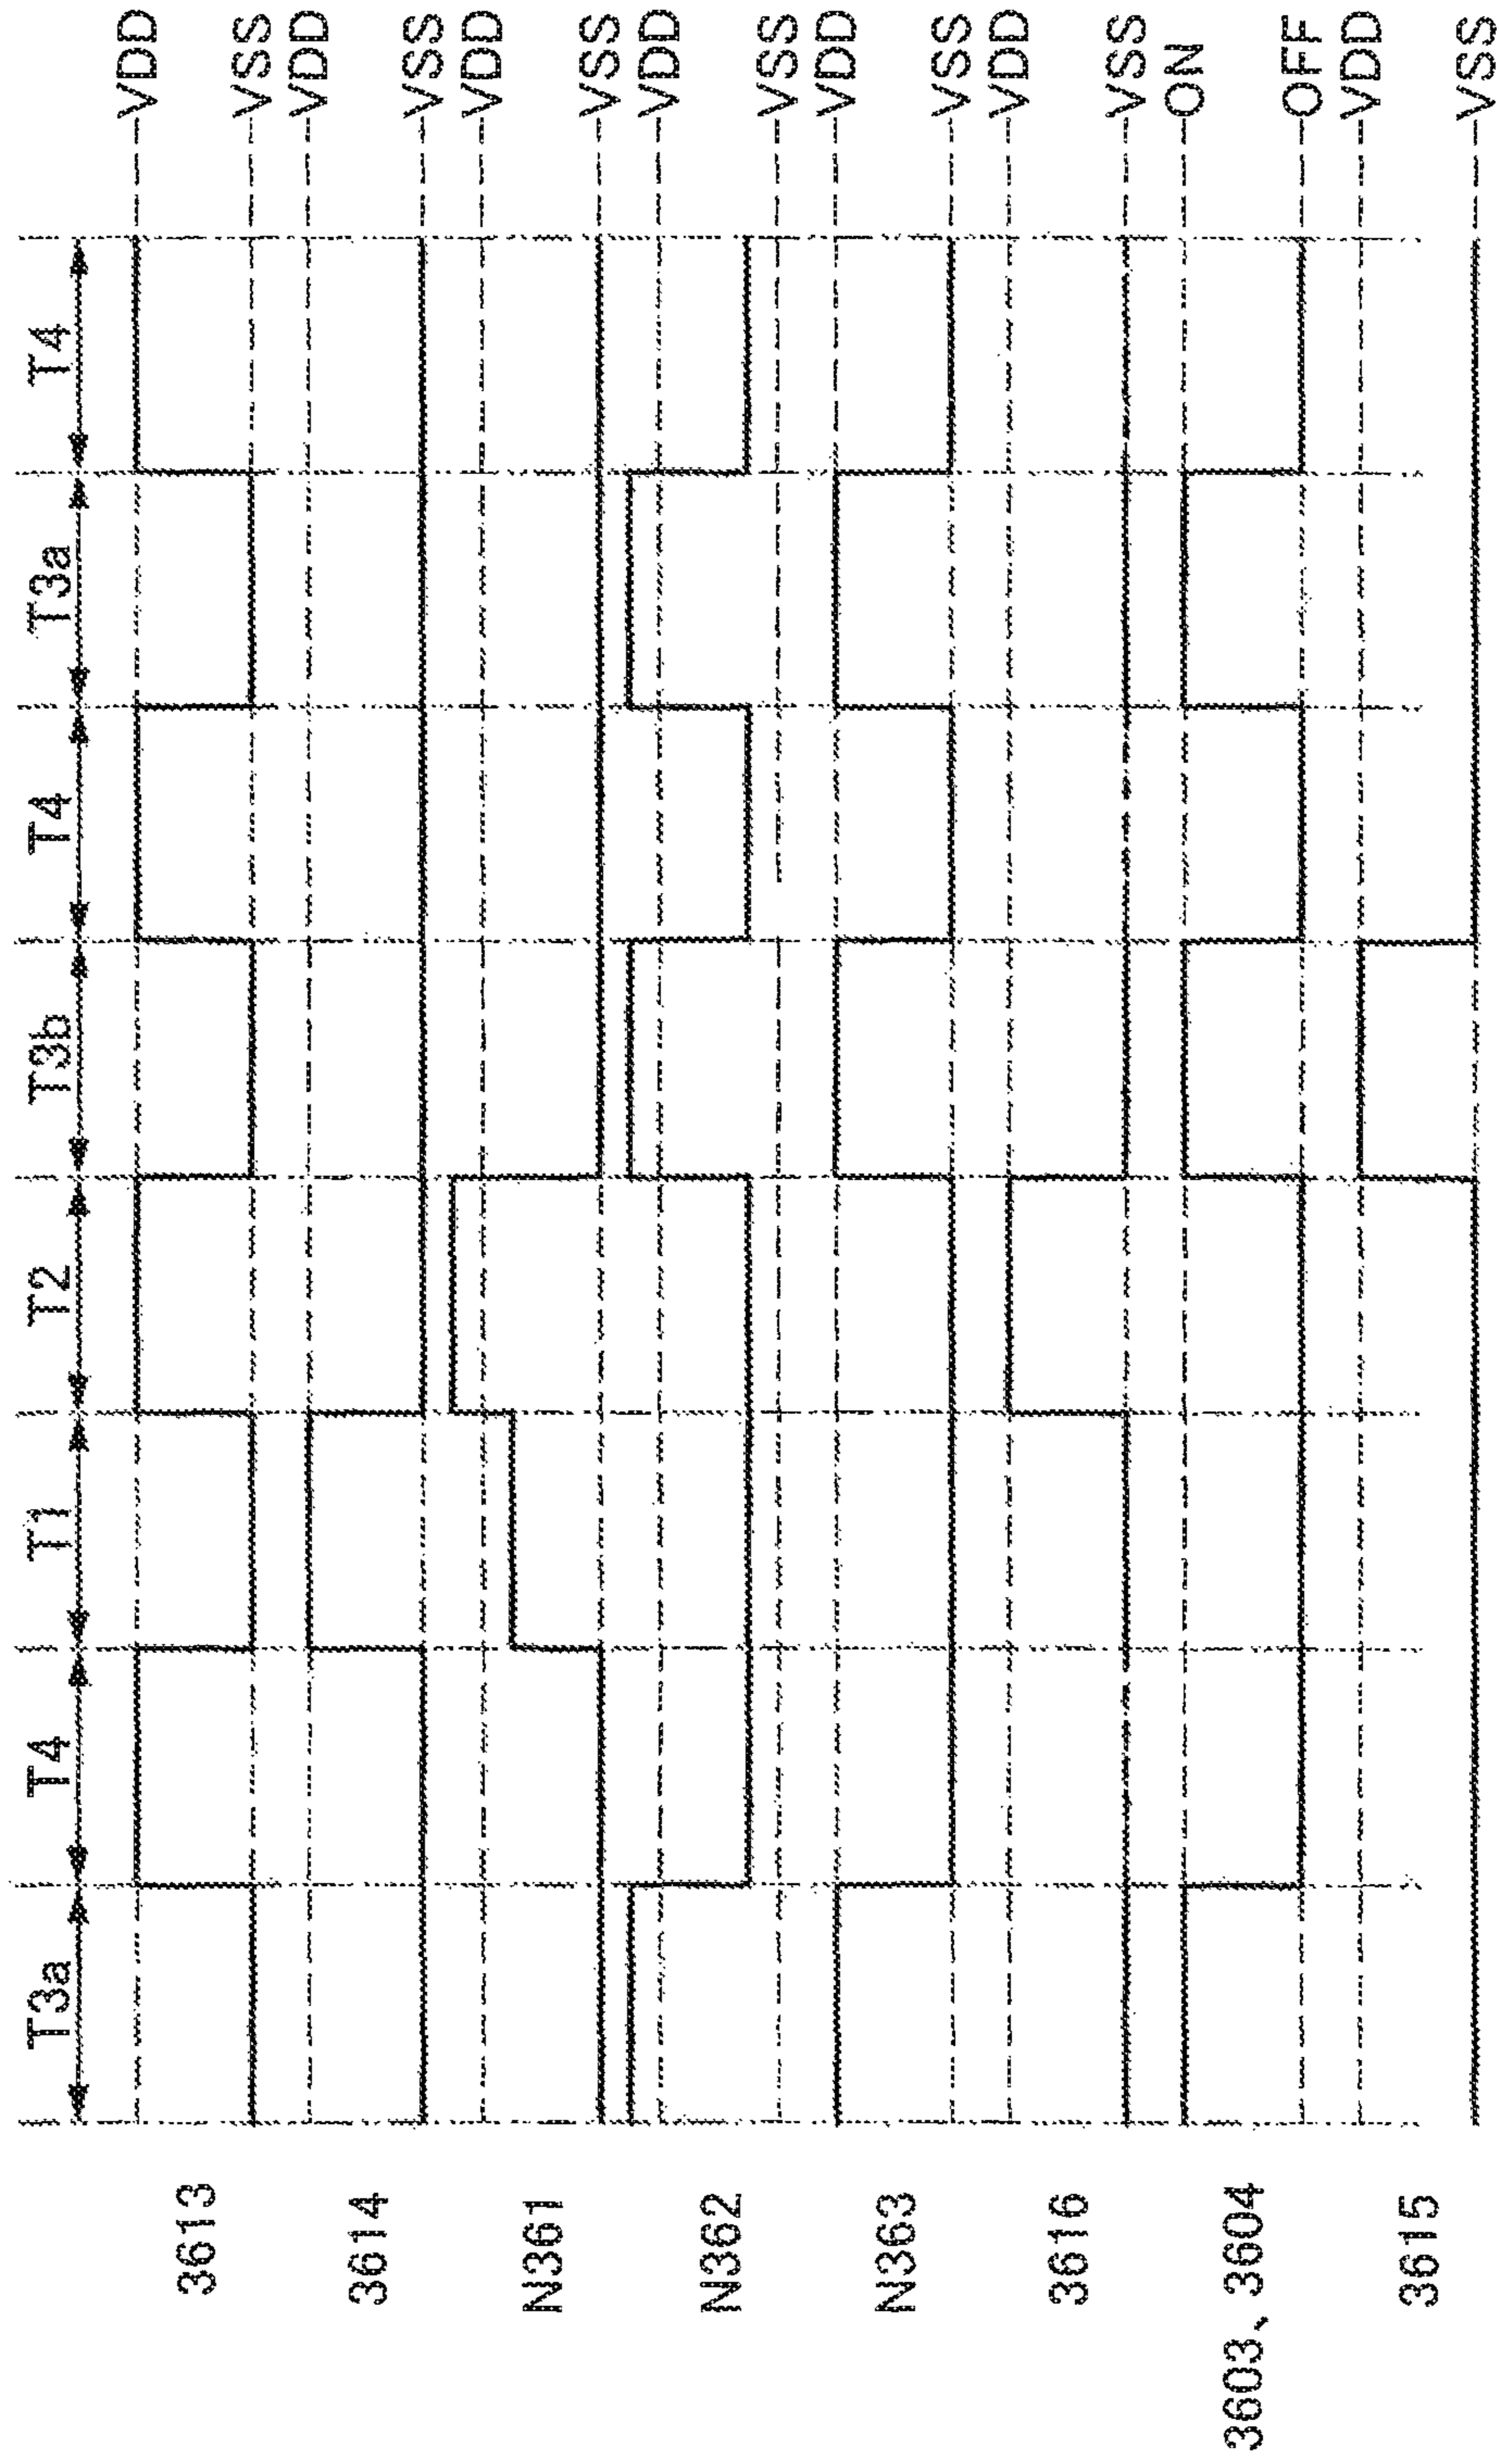 T3a T4 T1 T2 T3b T4 T3a T4
3613 VDD
VSS
3614 VDD
VSS
N361 VDD
VSS
N362 VDD
VSS
N363 VDD
VSS
3616 VDD
VSS
3603、3604 ON
OFF
3615 VDD
VSS